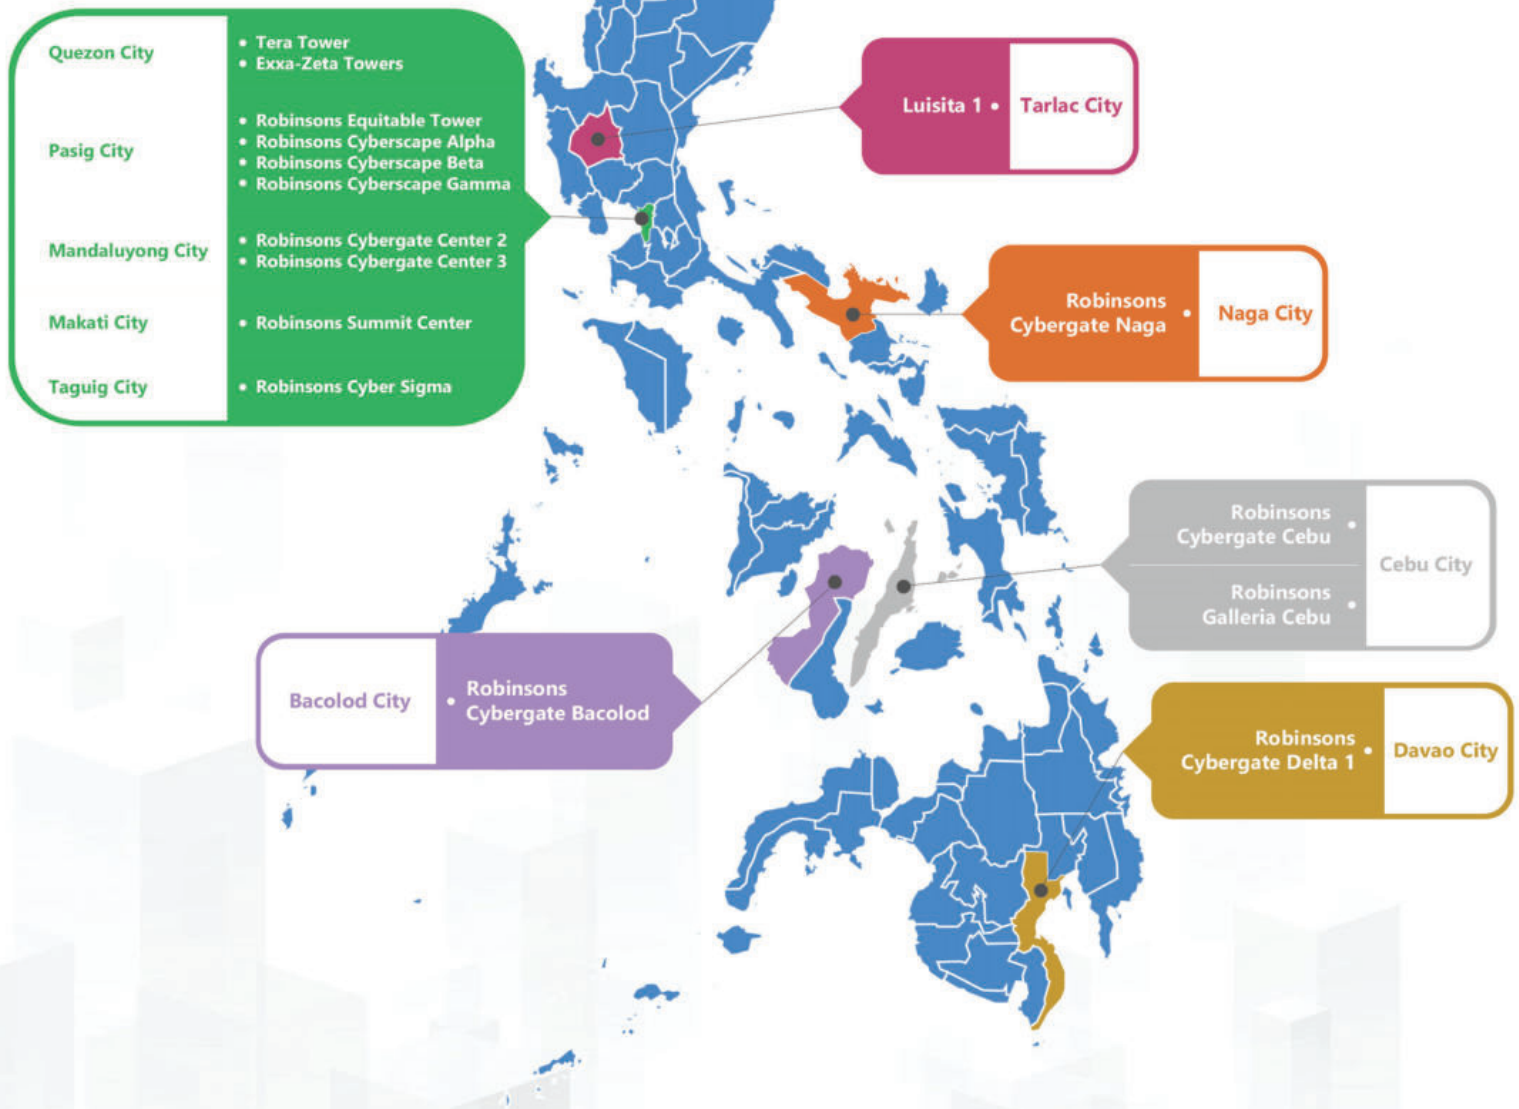 Quezon City
• Tera Tower
• Exxa-Zeta Towers
Pasig City
• Robinsons Equitable Tower
• Robinsons Cyberscape Alpha
• Robinsons Cyberscape Beta
• Robinsons Cyberscape Gamma
Mandaluyong City
• Robinsons Cybergate Center 2
• Robinsons Cybergate Center 3
Makati City
• Robinsons Summit Center
Taguig City
• Robinsons Cyber Sigma
Luisita 1 •
Tarlac City
Robinsons
Cybergate Naga •
Naga City
Robinsons
Cybergate Cebu •
Robinsons
Galleria Cebu •
Cebu City
Bacolod City
• Robinsons
Cybergate Bacolod
Robinsons
Cybergate Delta 1 •
Davao City